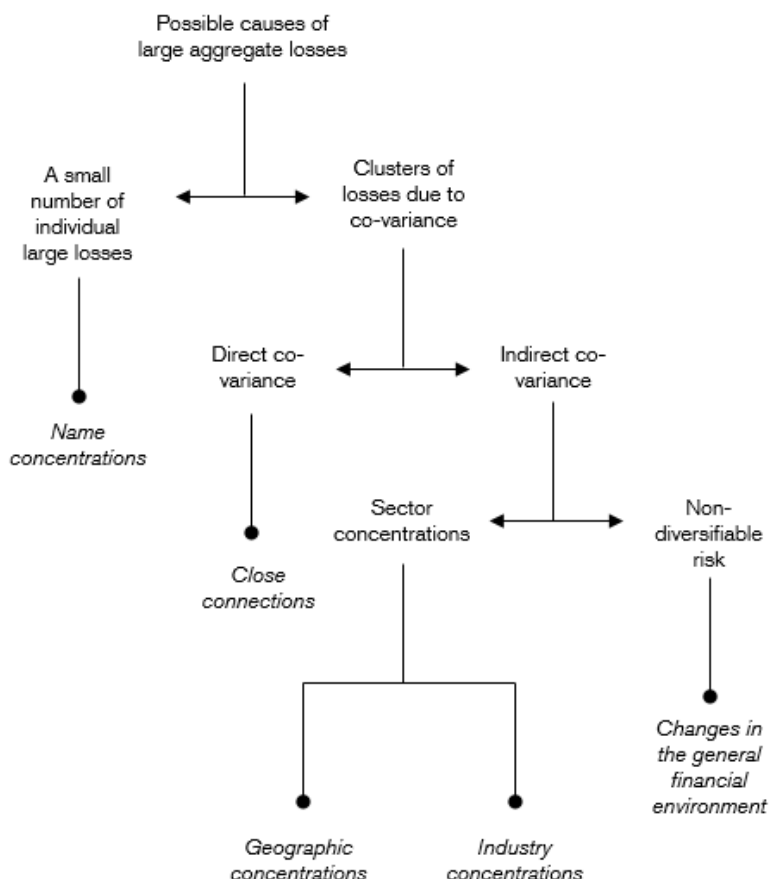 Possible causes of
large aggregate losses
A small
number of
individual
large losses
Clusters of
losses due to
co-variance
Direct co-
variance
Indirect co-
variance
Name
concentrations
Sector
concentrations
Non-
diversifiable
risk
Close
connections
Changes in
the general
financial
environment
Geographic
concentrations
Industry
concentrations